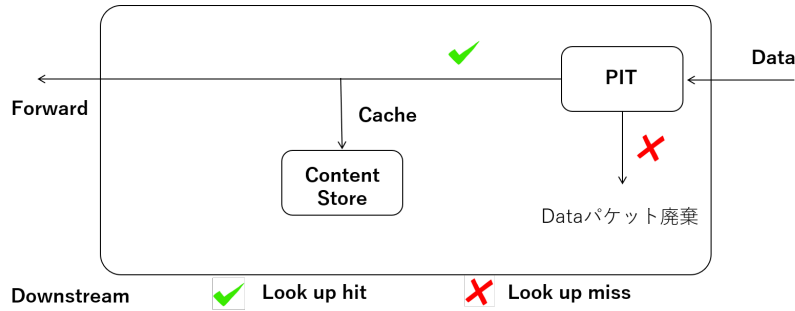 PIT
Data
Forward
Cache
Content
Store
Dataパケット廃棄
Downstream
Look up hit
Look up miss